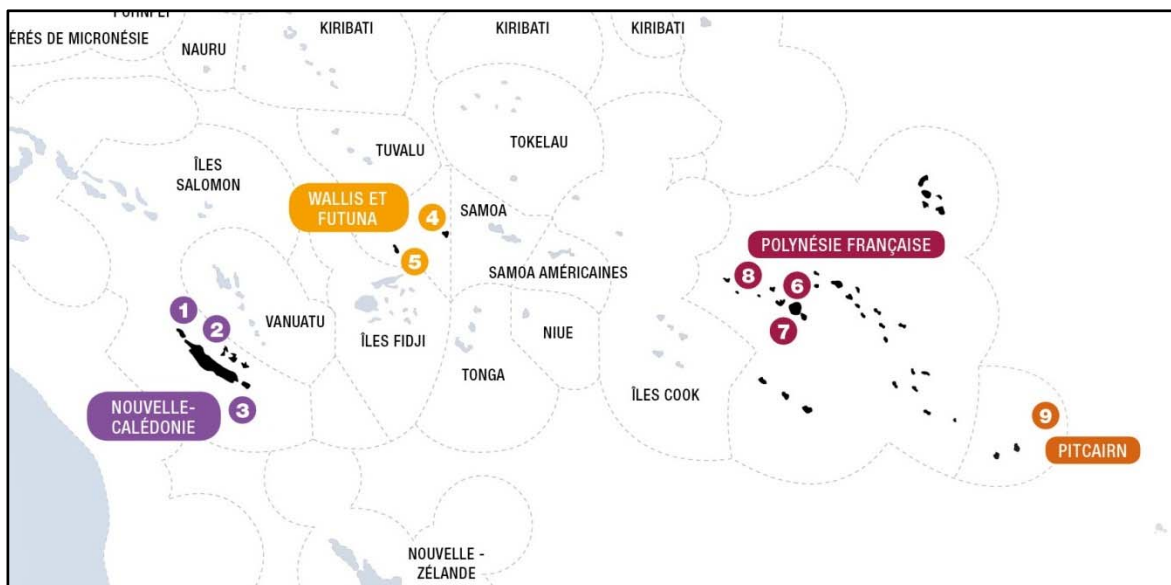 ÉRÉS DE MICRONÉSIE
NAURU
KIRIBATI
KIRIBATI
KIRIBATI
TUVALU
TOKELAU
ÎLES
SALOMON
WALLIS ET
FUTUNA
4
SAMOA
5
SAMOA AMÉRICAINES
POLYNÉSIE FRANÇAISE
8
6
7
1
2
VANUATU
ÎLES FIDJI
NIUE
TONGA
ÎLES COOK
NOUVELLE-
CALÉDONIE
3
9
PITCAIRN
NOUVELLE -
ZÉLANDE